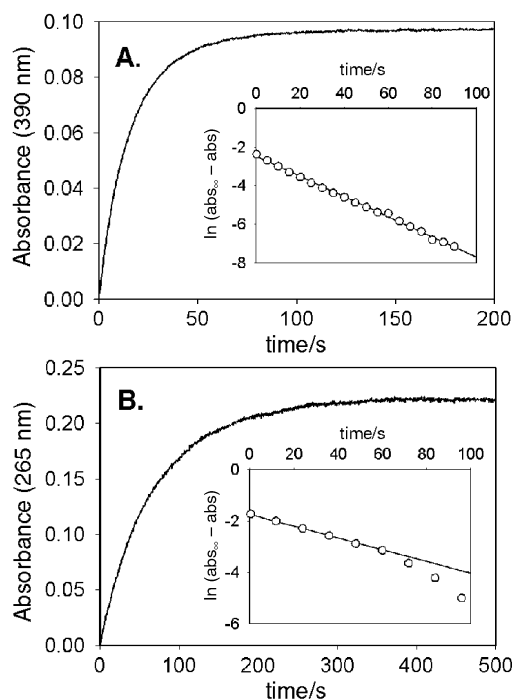 A.
Absorbance (390 nm)
0.10
0.08
0.06
0.04
0.02
0.00
0 50 100 150 200
time/s
time/s
0 20 40 60 80 100
ln (abs∞ – abs)
0
-2
-4
-6
-8
B.
Absorbance (265 nm)
0.25
0.20
0.15
0.10
0.05
0.00
0 100 200 300 400 500
time/s
time/s
0 20 40 60 80 100
ln (abs∞ – abs)
0
-2
-4
-6